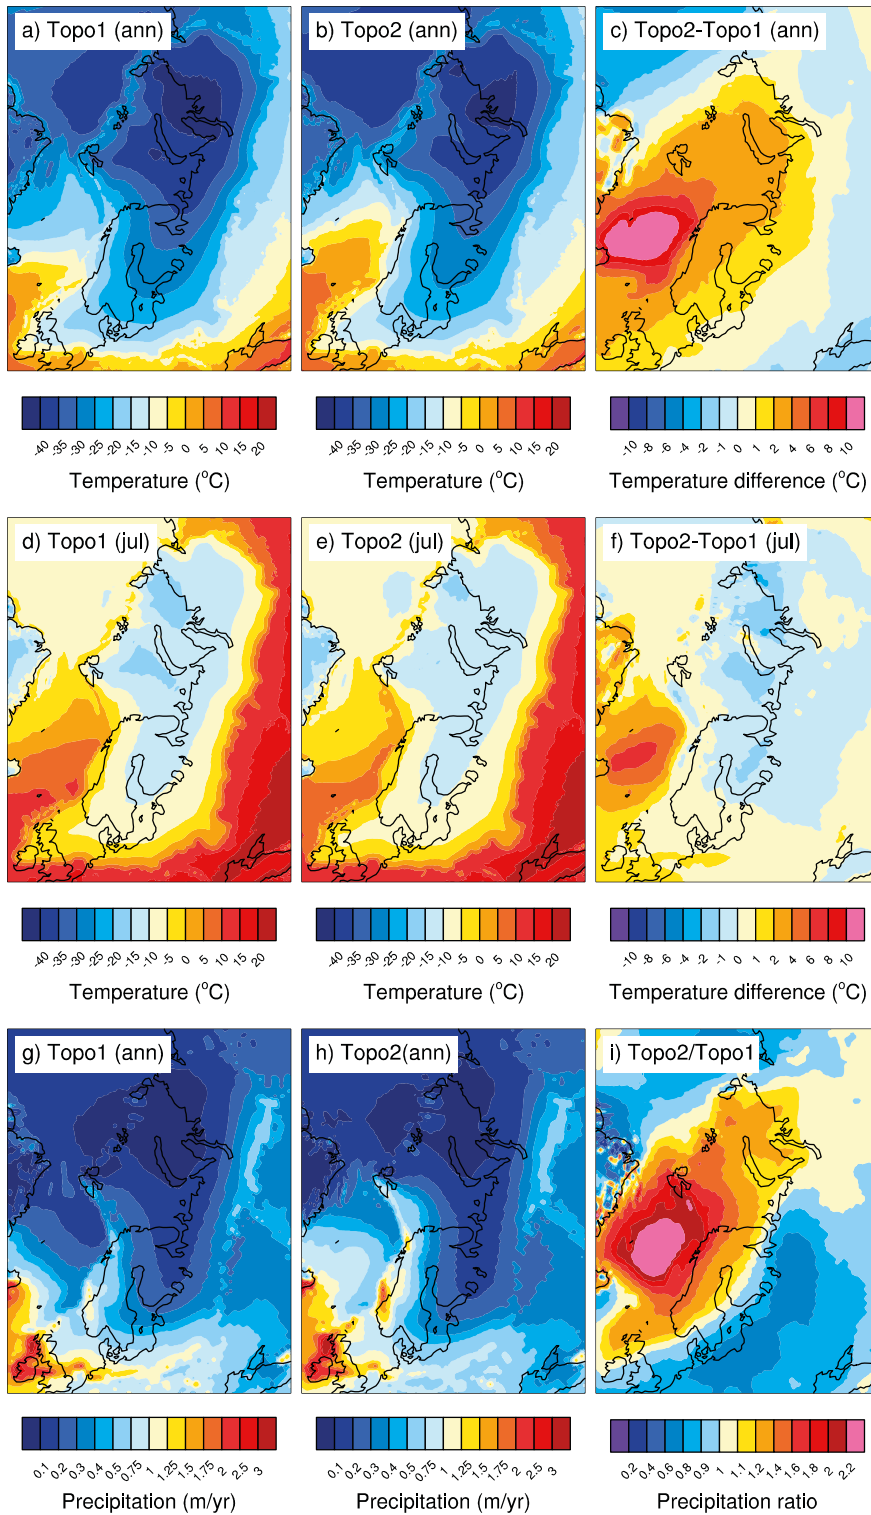 a) Topo1 (ann)
b) Topo2 (ann)
c) Topo2-Topo1 (ann)
-40 -35 -25 -20 -15 -10 -5 0 5 10 15 20
-40 -35 -25 -20 -15 -10 -5 0 5 10 15 20
-10 -8 -6 -4 -2 -1 0 1 2 4 6 8 10
Temperature (°C)
Temperature (°C)
Temperature difference (°C)
d) Topo1 (jul)
e) Topo2 (jul)
f) Topo2-Topo1 (jul)
-40 -35 -25 -20 -15 -10 -5 0 5 10 15 20
-40 -35 -25 -20 -15 -10 -5 0 5 10 15 20
-10 -8 -6 -4 -2 -1 0 1 2 4 6 8 10
Temperature (°C)
Temperature (°C)
Temperature difference (°C)
g) Topo1 (ann)
h) Topo2(ann)
i) Topo2/Topo1
0.1 0.2 0.3 0.4 0.5 0.75 1 1.25 1.5 1.75 2 2.5 3
0.1 0.2 0.3 0.4 0.5 0.75 1 1.25 1.5 1.75 2 2.5 3
0.2 0.4 0.6 0.8 0.9 1 1.1 1.2 1.4 1.6 1.8 2 2.2
Precipitation (m/yr)
Precipitation (m/yr)
Precipitation ratio